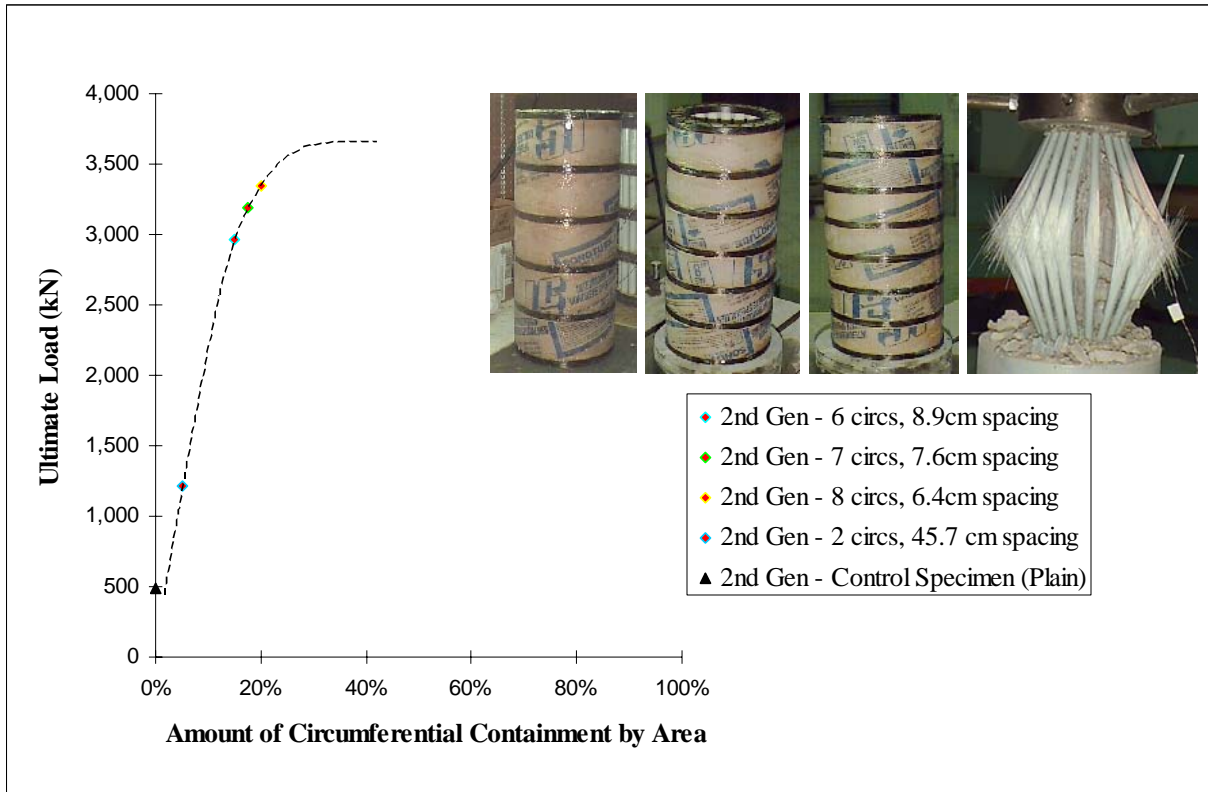 4,000
3,500
3,000
2,500
2,000
1,500
1,000
500
0
Ultimate Load (kN)
0% 20% 40% 60% 80% 100%
Amount of Circumferential Containment by Area
2nd Gen - 6 circs, 8.9cm spacing
2nd Gen - 7 circs, 7.6cm spacing
2nd Gen - 8 circs, 6.4cm spacing
2nd Gen - 2 circs, 45.7 cm spacing
2nd Gen - Control Specimen (Plain)